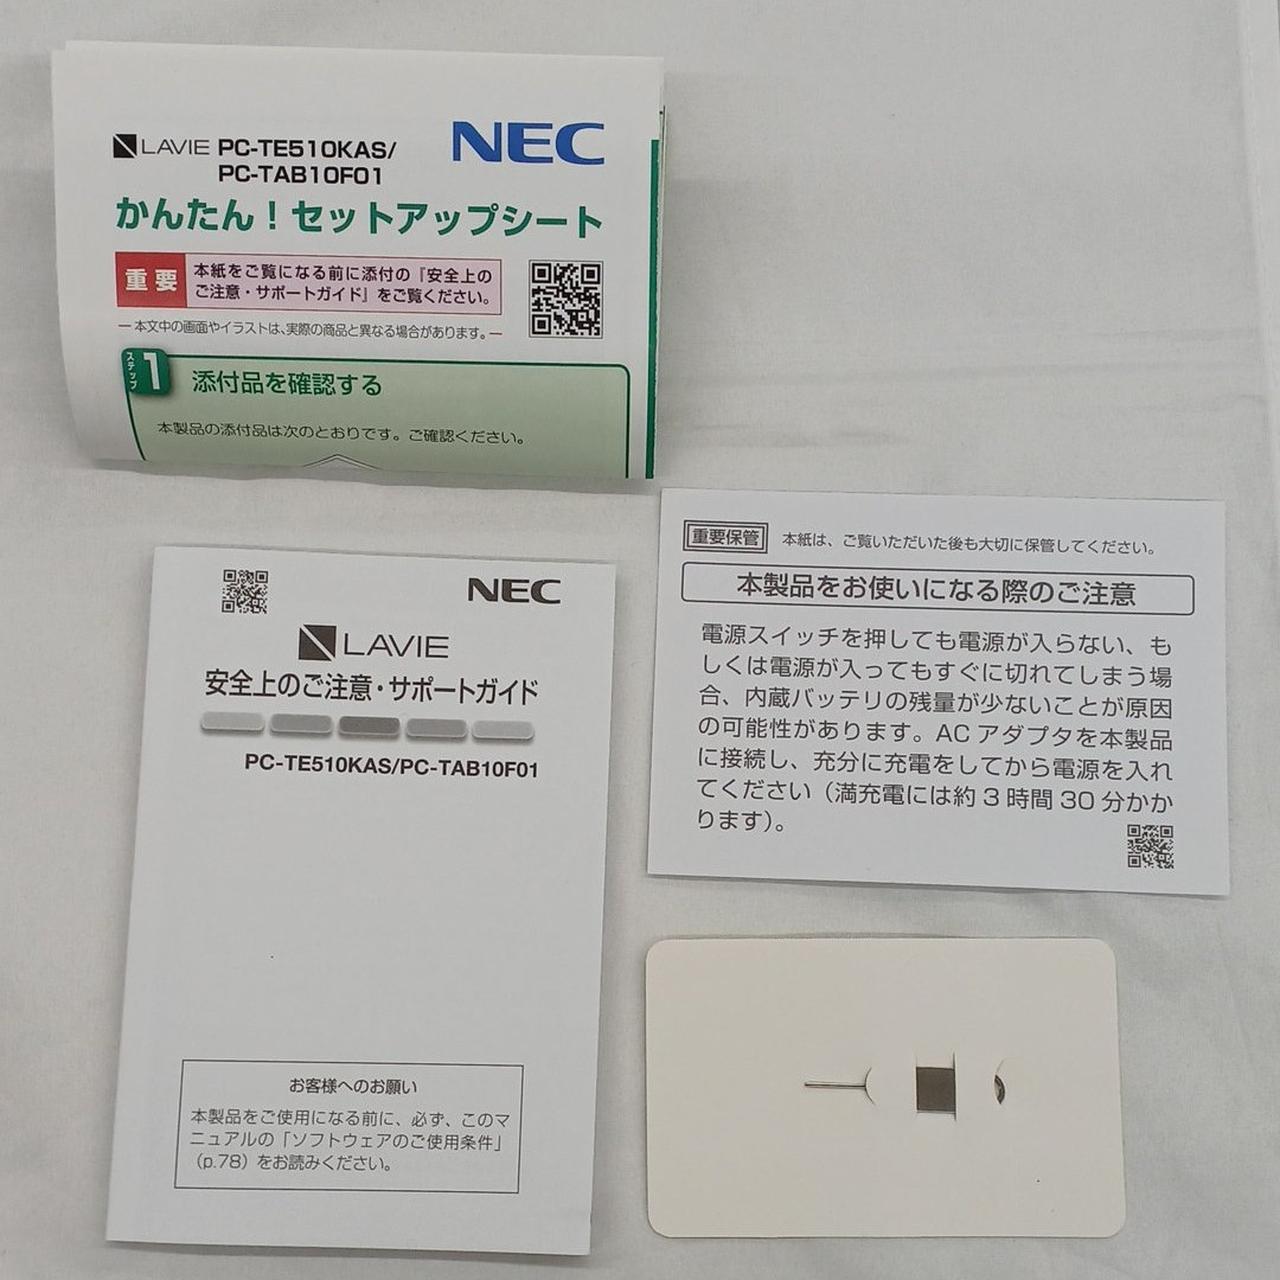 LAVIE PC-TE510KAS/
PC-TAB10F01
NEC
かんたん！セットアップシート
重要
本紙をご覧になる前に添付の『安全上の
ご注意・サポートガイド』をご覧ください。
― 本文中の画面やイラストは、実際の商品と異なる場合があります。―
ステップ
1
添付品を確認する
本製品の添付品は次のとおりです。ご確認ください。
重要保管
本紙は、ご覧いただいた後も大切に保管してください。
本製品をお使いになる際のご注意
電源スイッチを押しても電源が入らない、も
しくは電源が入ってもすぐに切れてしまう場
合、内蔵バッテリの残量が少ないことが原因
の可能性があります。AC アダプタを本製品
に接続し、充分に充電をしてから電源を入れ
てください（満充電には約 3 時間 30 分かか
ります）。
NEC
LAVIE
安全上のご注意・サポートガイド
PC-TE510KAS/PC-TAB10F01
お客様へのお願い
本製品をご使用になる前に、必ず、このマ
ニュアルの「ソフトウェアのご使用条件」
（p.78）をお読みください。